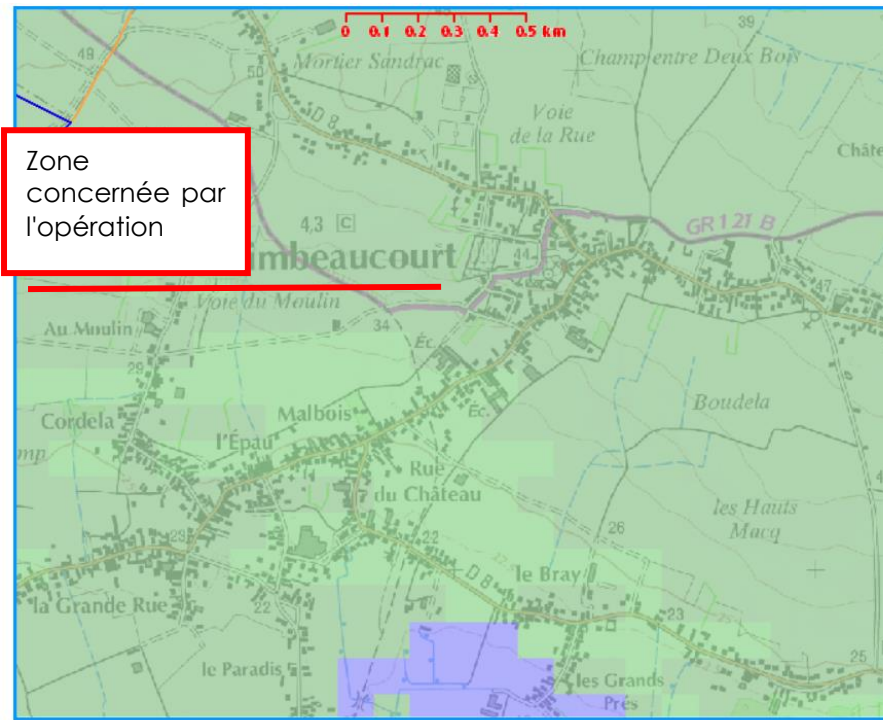 0 0.1 0.2 0.3 0.4 0.5 km
39
49
50
Mortier Sandrac
Champ entre Deux Bois
D 8
Voie
de la Rue
Zone
concernée par
l'opération
Châte
4,3 C
GR 121 B
imbeaucourt
44
Voie du Moulin
47
34
Au Moulin
Éc.
29
Boudela
Cordela
Malbois
Éc.
l'Épau
mp
Rue
du Château
les Hauts
Macq
26
23
22
D 8
le Bray
la Grande Rue
22
23
25
le Paradis
les Grands
Prés